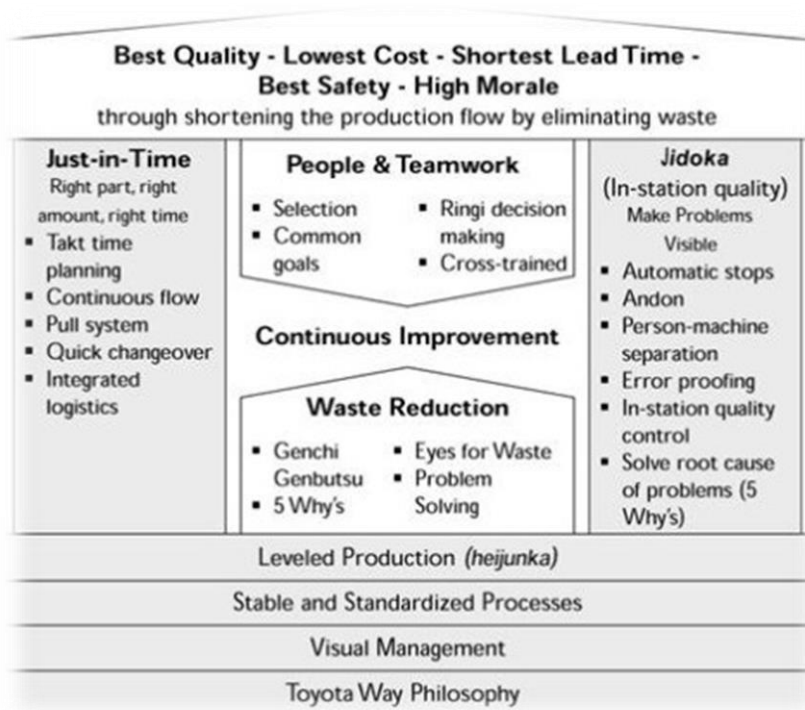 Best Quality - Lowest Cost - Shortest Lead Time -
Best Safety - High Morale
through shortening the production flow by eliminating waste
Just-in-Time
Right part, right
amount, right time
▪ Takt time
planning
▪ Continuous flow
▪ Pull system
▪ Quick changeover
▪ Integrated
logistics
People & Teamwork
▪ Selection
▪ Common
goals
▪ Ringi decision
making
▪ Cross-trained
Continuous Improvement
Waste Reduction
▪ Genchi
Genbutsu
▪ 5 Why's
▪ Eyes for Waste
▪ Problem
Solving
Jidoka
(In-station quality)
Make Problems
Visible
▪ Automatic stops
▪ Andon
▪ Person-machine
separation
▪ Error proofing
▪ In-station quality
control
▪ Solve root cause
of problems (5
Why's)
Leveled Production (heijunka)
Stable and Standardized Processes
Visual Management
Toyota Way Philosophy